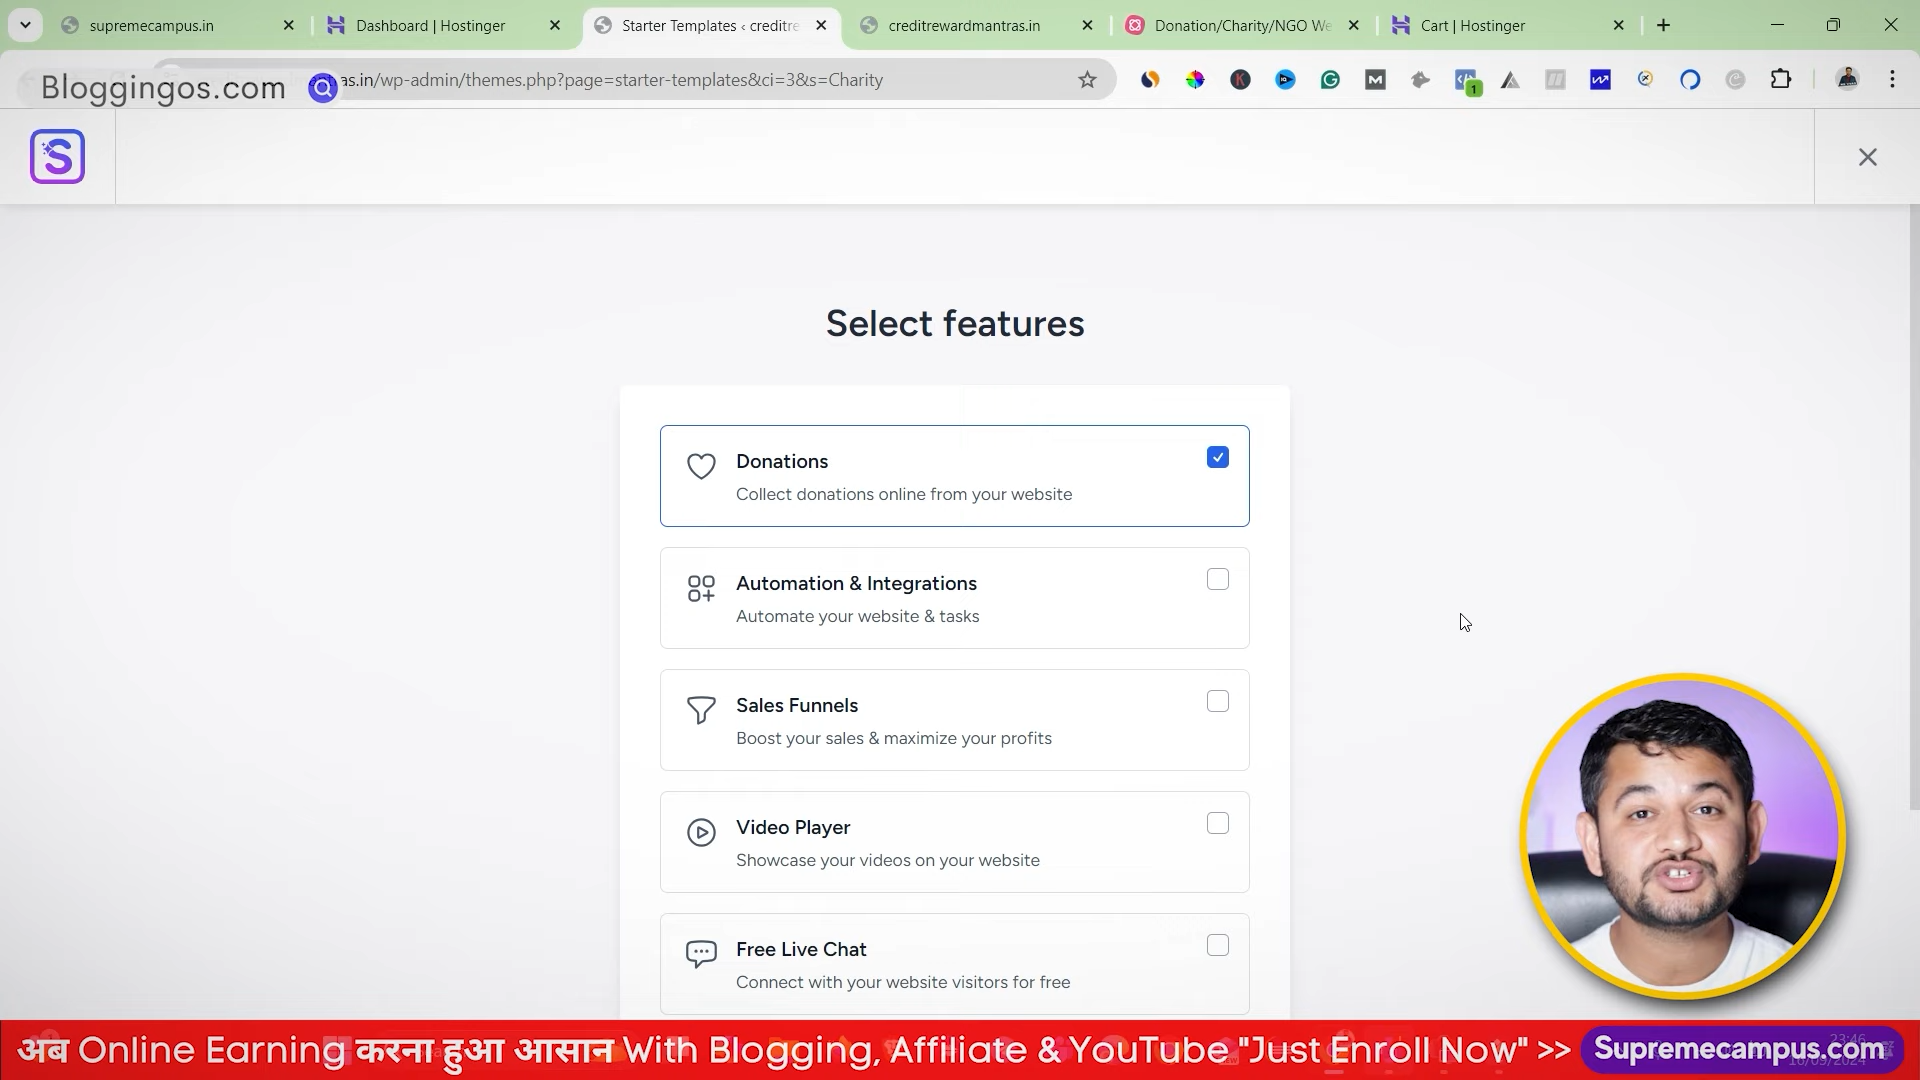 supremecampus.in
Dashboard | Hostinger
Starter Templates ‹ creditre
creditrewardmantras.in
Donation/Charity/NGO We
Cart | Hostinger
Bloggingos.com
as.in/wp-admin/themes.php?page=starter-templates&ci=3&s=Charity
1
S
Select features
Donations
Collect donations online from your website
Automation & Integrations
Automate your website & tasks
Sales Funnels
Boost your sales & maximize your profits
Video Player
Showcase your videos on your website
Free Live Chat
Connect with your website visitors for free
अब Online Earning करना हुआ आसान With Blogging, Affiliate & YouTube "Just Enroll Now" >> Supremecampus.com